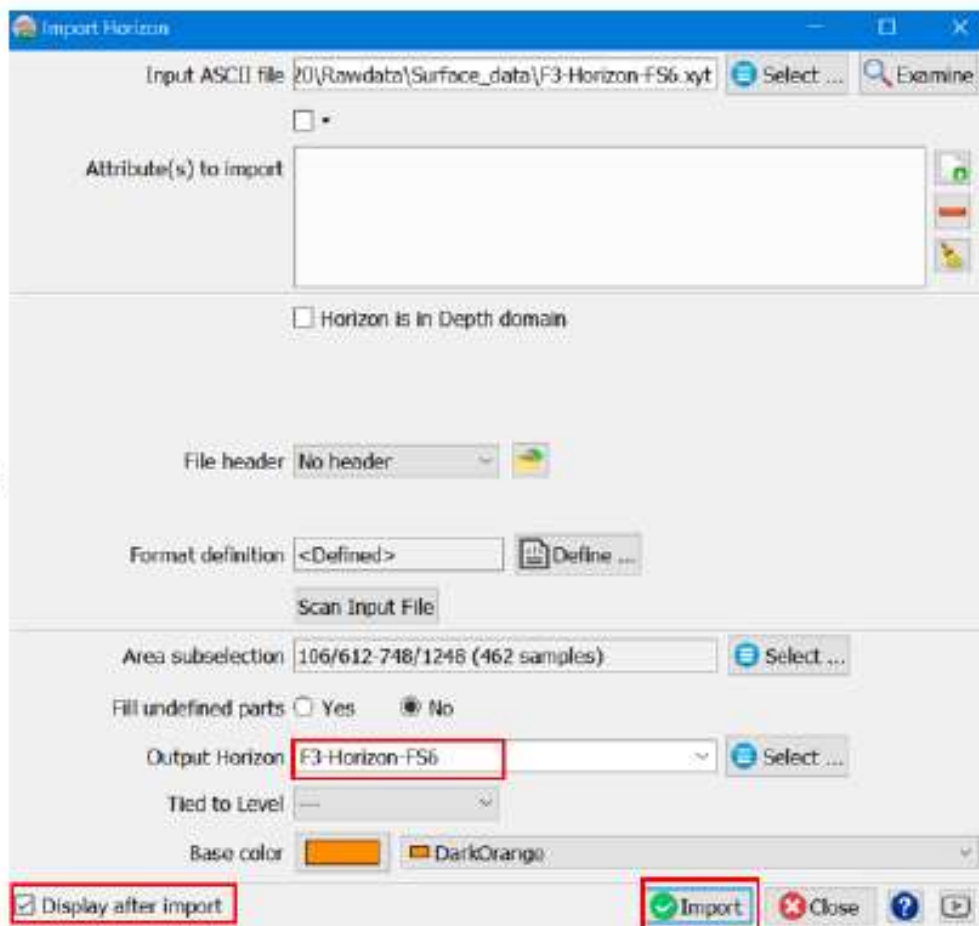 Import Horizon
Input ASCII file 20\Rawdata\Surface_data\F3-Horizon-FS6.xyt Select ... Examine
Attribute(s) to import
Horizon is in Depth domain
File header No header
Format definition <Defined> Define ...
Scan Input File
Area subselection 106/612-748/1248 (462 samples) Select ...
Fill undefined parts Yes No
Output Horizon F3-Horizon-FS6 Select ...
Tied to Level ---
Base color DarkOrange
Display after import Import Close ?